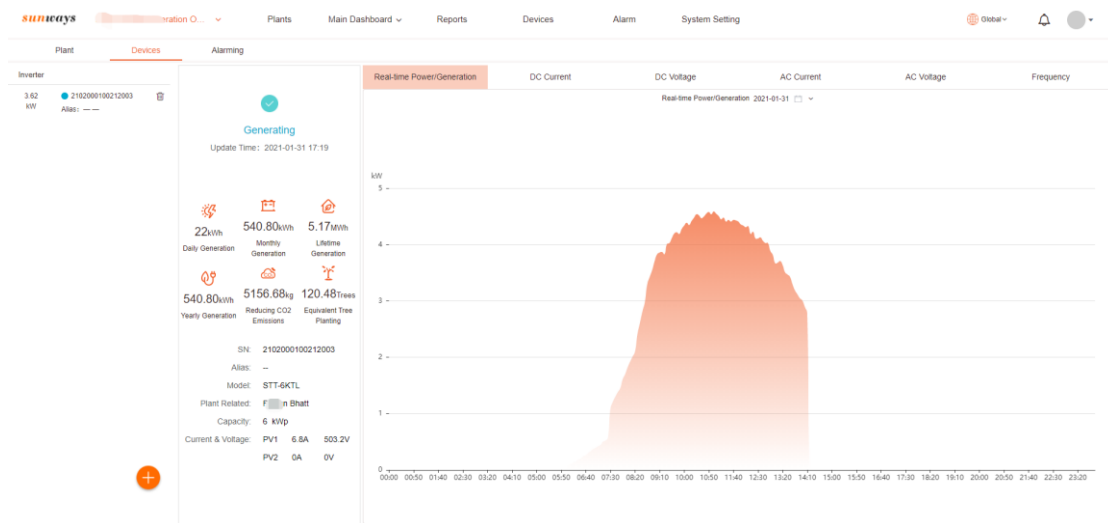 sunways eration O... Plants Main Dashboard Reports Devices Alarm System Setting Global
Plant Devices Alarming
Inverter
3.62 kW 2102000100212003
Alias: -- --
Generating
Update Time: 2021-01-31 17:19
22kWh
Daily Generation
540.80kWh
Monthly
Generation
5.17MWh
Lifetime
Generation
540.80kWh
Yearly Generation
5156.68kg
Reducing CO2
Emissions
120.48Trees
Equivalent Tree
Planting
SN: 2102000100212003
Alias: --
Model: STT-6KTL
Plant Related: n Bhatt
Capacity: 6 kWp
Current & Voltage: PV1 6.8A 503.2V
PV2 0A 0V
Real-time Power/Generation DC Current DC Voltage AC Current AC Voltage Frequency
Real-time Power/Generation 2021-01-31
kW
5
4
3
2
1
0
00:00 00:50 01:40 02:30 03:20 04:10 05:00 05:50 06:40 07:30 08:20 09:10 10:00 10:50 11:40 12:30 13:20 14:10 15:00 15:50 16:40 17:30 18:20 19:10 20:00 20:50 21:40 22:30 23:20